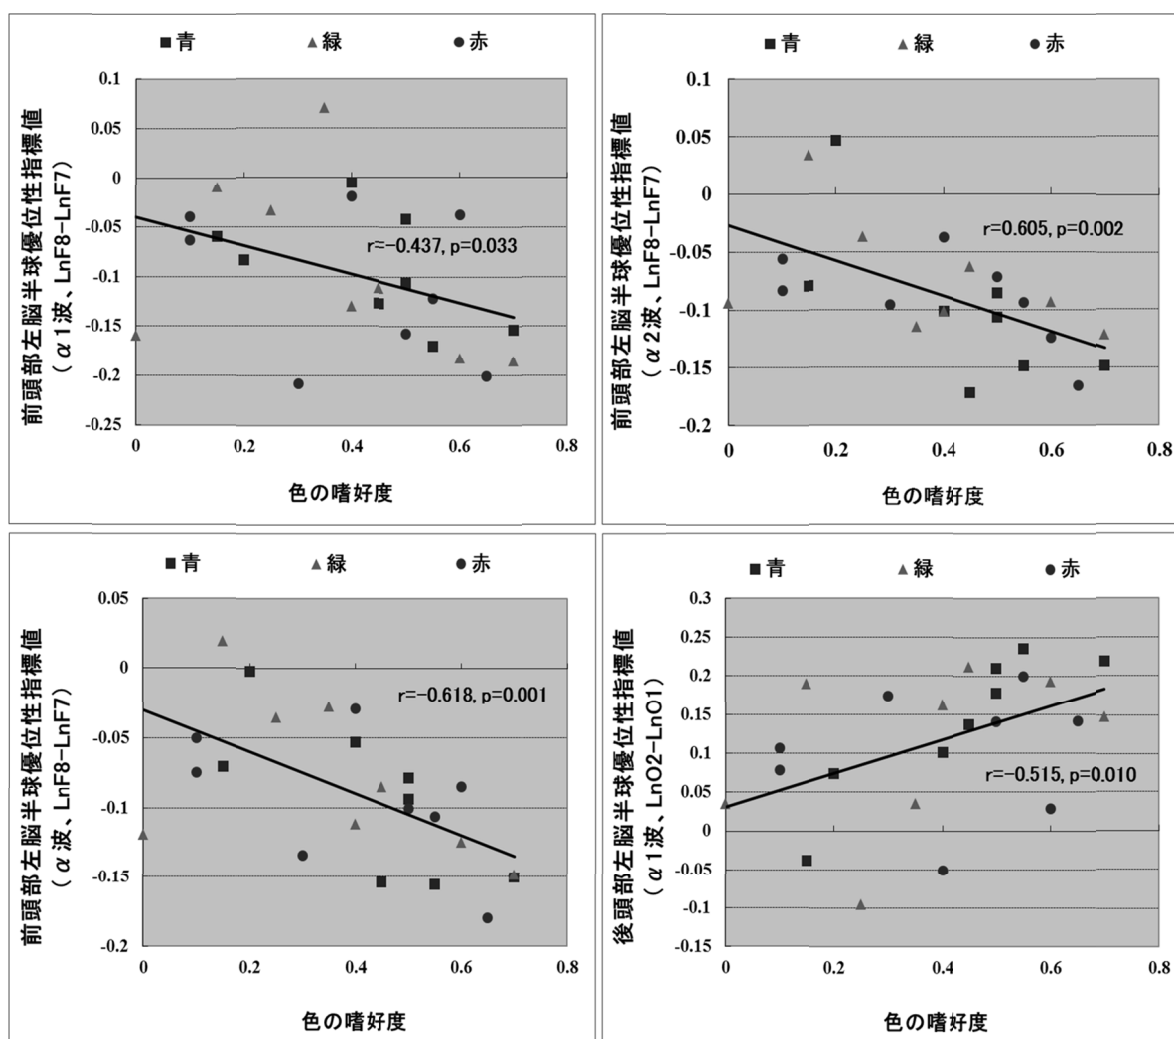 ■青 ▲緑 ●赤
前頭部左脳半球優位性指標値
(α1波、LnF8-LnF7)
0.1
0.05
0
-0.05
-0.1
-0.15
-0.2
-0.25
r=-0.437, p=0.033
0 0.2 0.4 0.6 0.8
色の嗜好度
■青 ▲緑 ●赤
前頭部左脳半球優位性指標値
(α2波、LnF8-LnF7)
0.1
0.05
0
-0.05
-0.1
-0.15
-0.2
r=0.605, p=0.002
0 0.2 0.4 0.6 0.8
色の嗜好度
■青 ▲緑 ●赤
前頭部左脳半球優位性指標値
(α波、LnF8-LnF7)
0.05
0
-0.05
-0.1
-0.15
-0.2
r=-0.618, p=0.001
0 0.2 0.4 0.6 0.8
色の嗜好度
■青 ▲緑 ●赤
後頭部左脳半球優位性指標値
(α1波、LnO2-LnO1)
0.3
0.25
0.2
0.15
0.1
0.05
0
-0.05
-0.1
-0.15
r=-0.515, p=0.010
0 0.2 0.4 0.6 0.8
色の嗜好度